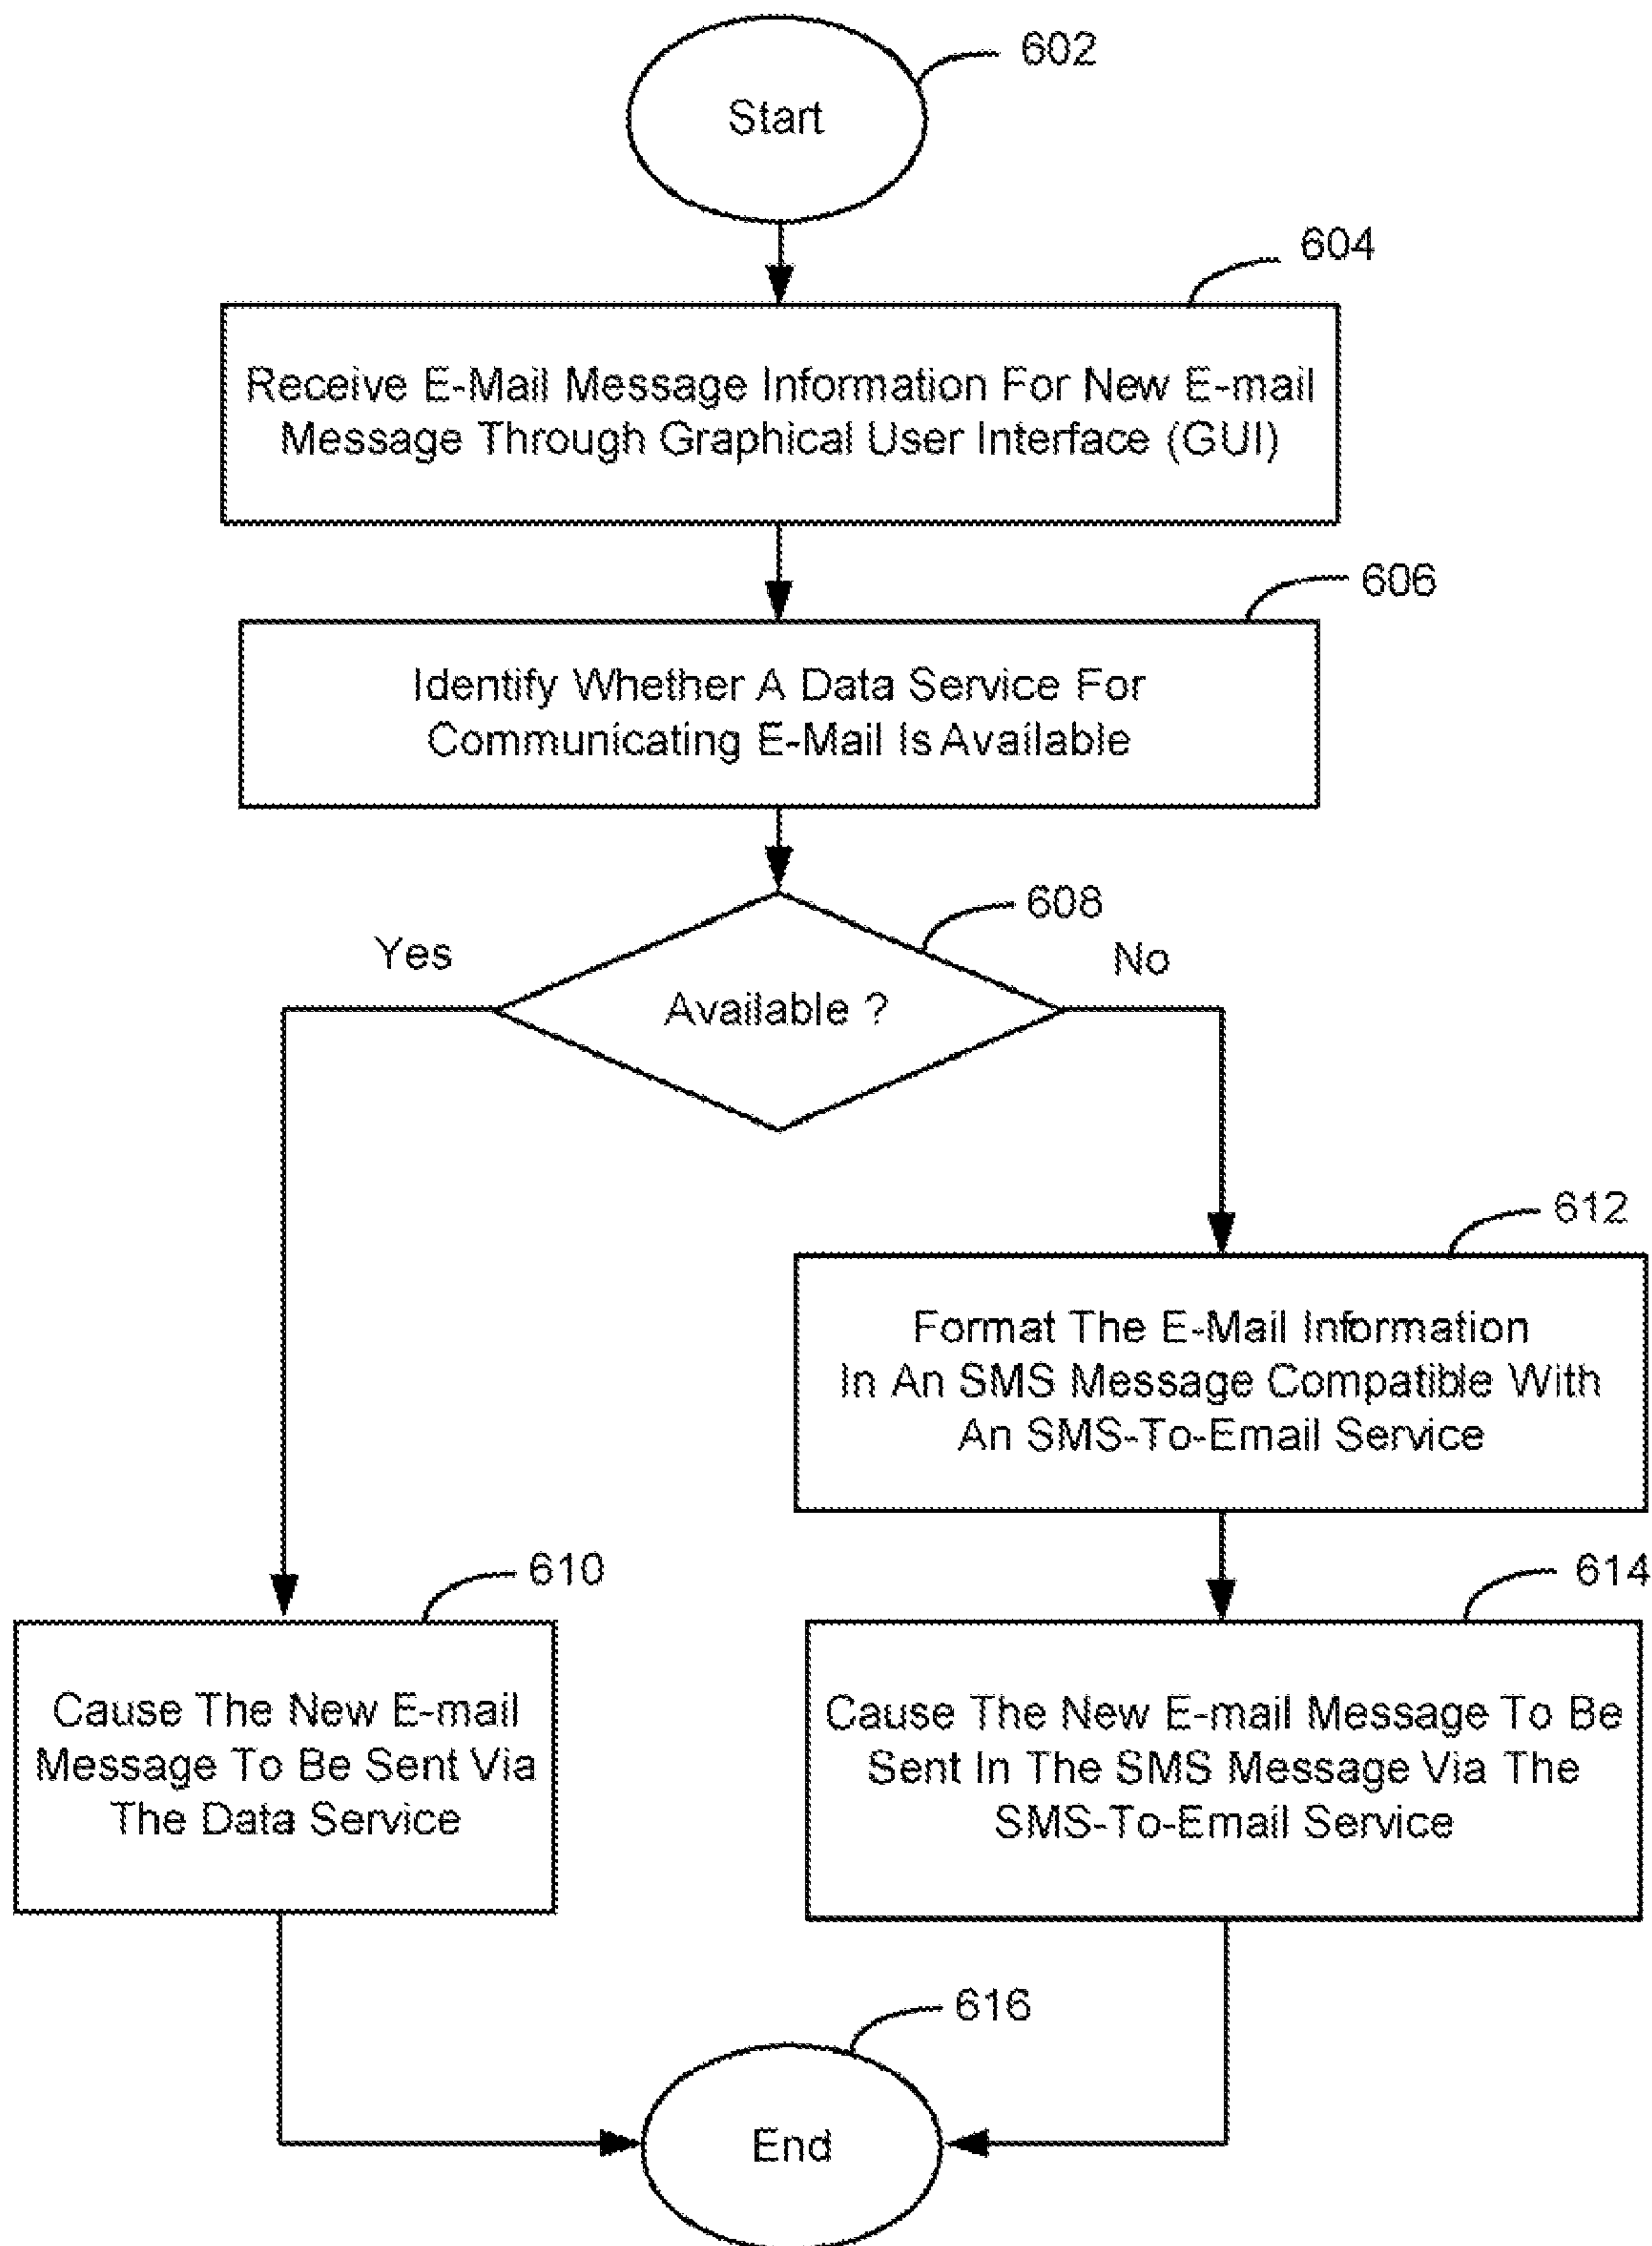 602
Start
604
Receive E-Mail Message Information For New E-mail
Message Through Graphical User Interface (GUI)
606
Identify Whether A Data Service For
Communicating E-Mail Is Available
608
Yes
No
Available ?
612
Format The E-Mail Information
In An SMS Message Compatible With
An SMS-To-Email Service
610
614
Cause The New E-mail
Message To Be Sent Via
The Data Service
Cause The New E-mail Message To Be
Sent In The SMS Message Via The
SMS-To-Email Service
616
End